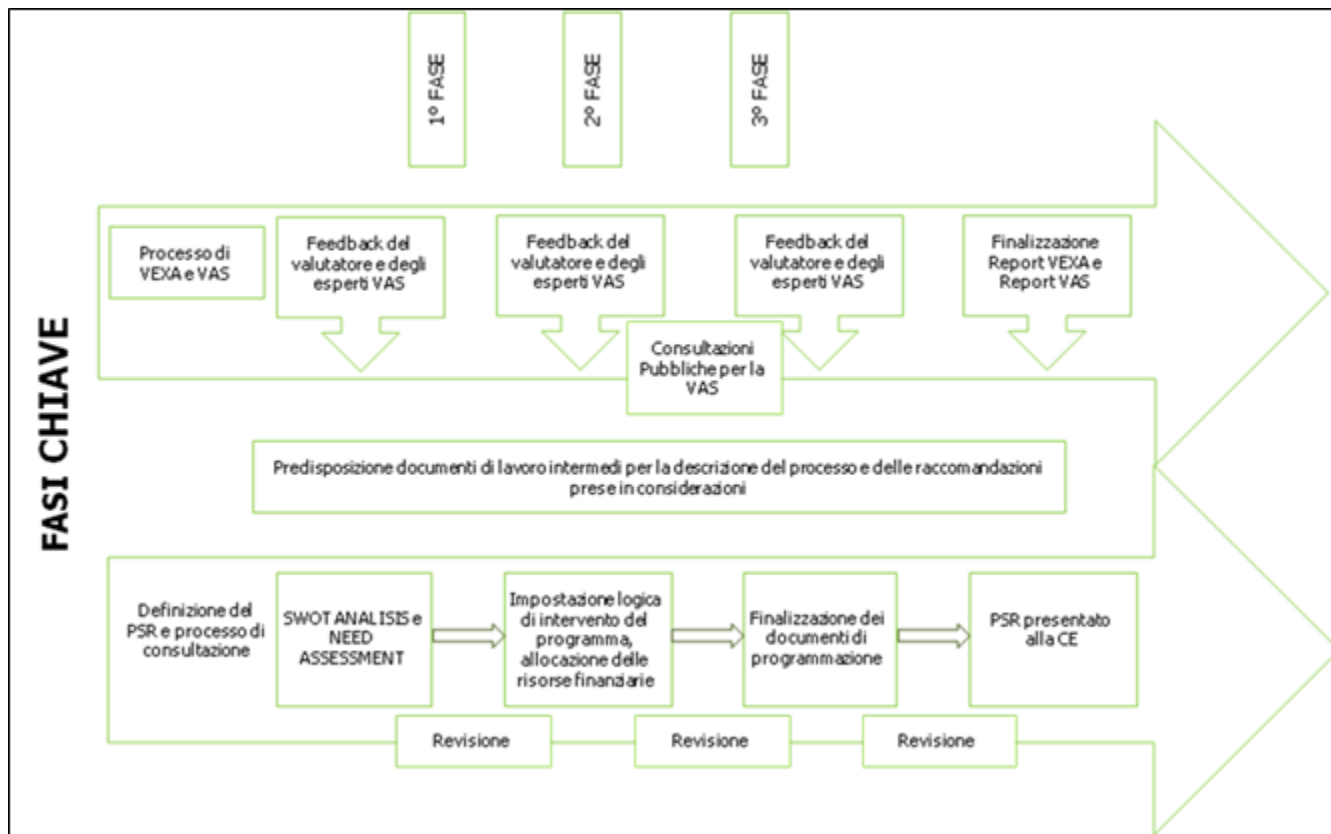 FASI CHIAVE
1° FASE
2° FASE
3° FASE
Processo di
VEXA e VAS
Feedback del
valutatore e degli
esperti VAS
Feedback del
valutatore e degli
esperti VAS
Feedback del
valutatore e degli
esperti VAS
Finalizzazione
Report VEXA e
Report VAS
Consultazioni
Pubbliche per la
VAS
Predisposizione documenti di lavoro intermedi per la descrizione del processo e delle raccomandazioni
prese in considerazioni
Definizione del
PSR e processo di
consultazione
SWOT ANALISIS e
NEED
ASSESSMENT
Impostazione logica
di intervento del
programma,
allocazione delle
risorse finanziarie
Finalizzazione dei
documenti di
programmazione
PSR presentato
alla CE
Revisione
Revisione
Revisione